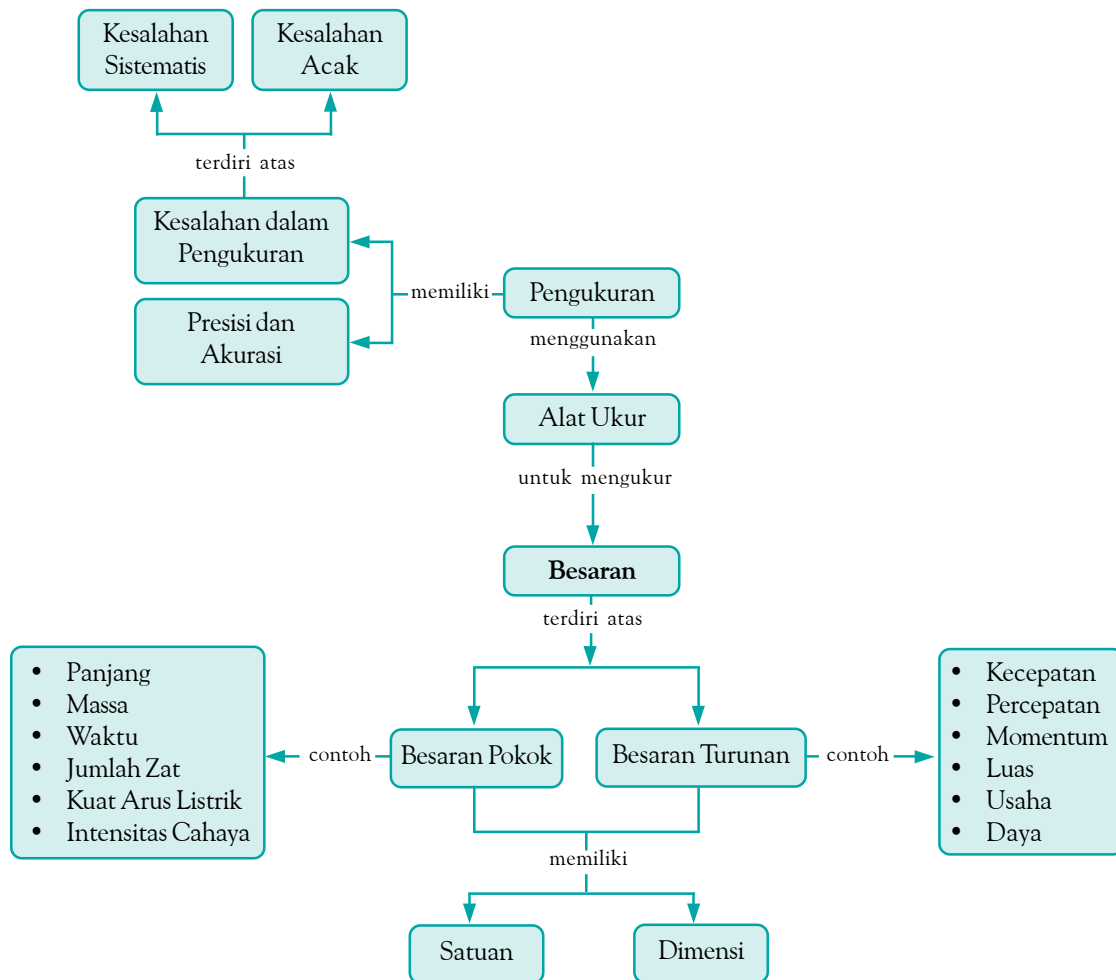 Kesalahan
Sistematis
Kesalahan
Acak
terdiri atas
Kesalahan dalam
Pengukuran
memiliki
Pengukuran
Presisi dan
Akurasi
menggunakan
Alat Ukur
untuk mengukur
Besaran
terdiri atas
• Panjang
• Massa
• Waktu
• Jumlah Zat
• Kuat Arus Listrik
• Intensitas Cahaya
contoh
Besaran Pokok
Besaran Turunan
contoh
• Kecepatan
• Percepatan
• Momentum
• Luas
• Usaha
• Daya
memiliki
Satuan
Dimensi